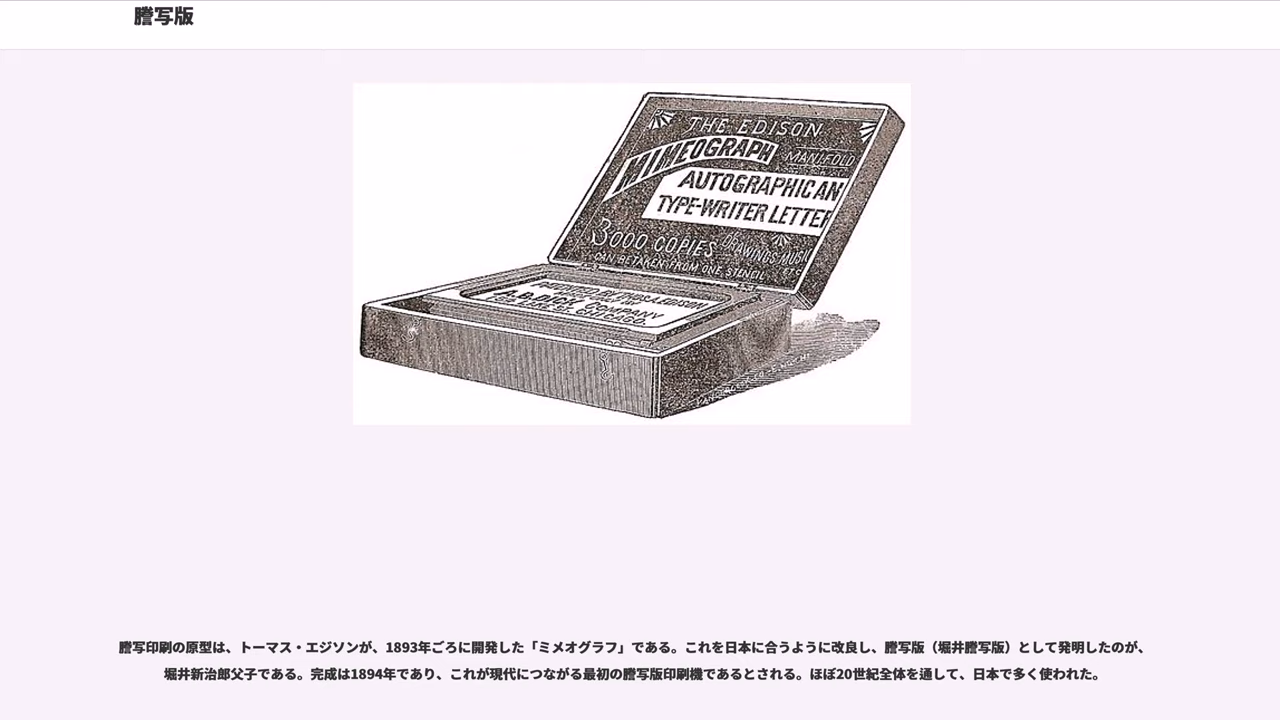 謄写版
THE EDISON
MIMEOGRAPH
MANIFOLD
AUTOGRAPHIC AN
TYPE-WRITER LETTER
3000 COPIES
DRAWINGS MUSIC
CAN BE TAKEN FROM ONE STENCIL ETC
A.B. DICK COMPANY
CHICAGO.
謄写印刷の原型は、トーマス・エジソンが、1893年ごろに開発した「ミメオグラフ」である。これを日本に合うように改良し、謄写版（堀井謄写版）として発明したのが、
堀井新治郎父子である。完成は1894年であり、これが現代につながる最初の謄写版印刷機であるとされる。ほぼ20世紀全体を通して、日本で多く使われた。